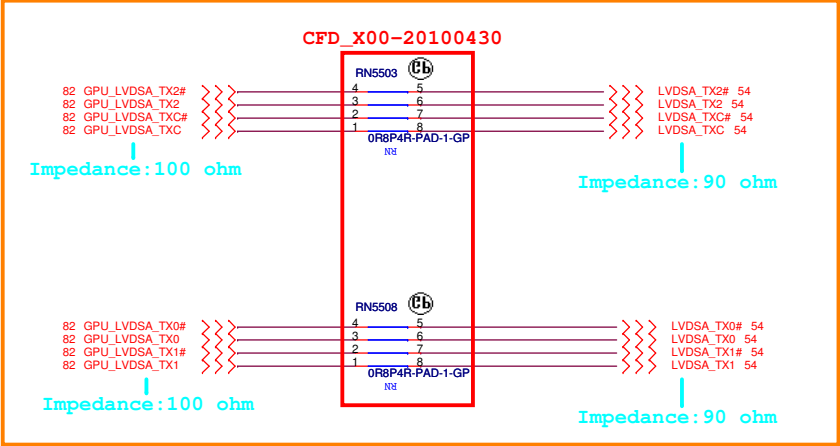 CFD_X00-20100430
RN5503
82 GPU_LVDSA_TX2# 4 5 LVDSA_TX2# 54
82 GPU_LVDSA_TX2 3 6 LVDSA_TX2 54
82 GPU_LVDSA_TXC# 2 7 LVDSA_TXC# 54
82 GPU_LVDSA_TXC 1 8 LVDSA_TXC 54
0R8P4R-PAD-1-GP
RN
Impedance:100 ohm
Impedance:90 ohm
RN5508
82 GPU_LVDSA_TX0# 4 5 LVDSA_TX0# 54
82 GPU_LVDSA_TX0 3 6 LVDSA_TX0 54
82 GPU_LVDSA_TX1# 2 7 LVDSA_TX1# 54
82 GPU_LVDSA_TX1 1 8 LVDSA_TX1 54
0R8P4R-PAD-1-GP
RN
Impedance:100 ohm
Impedance:90 ohm